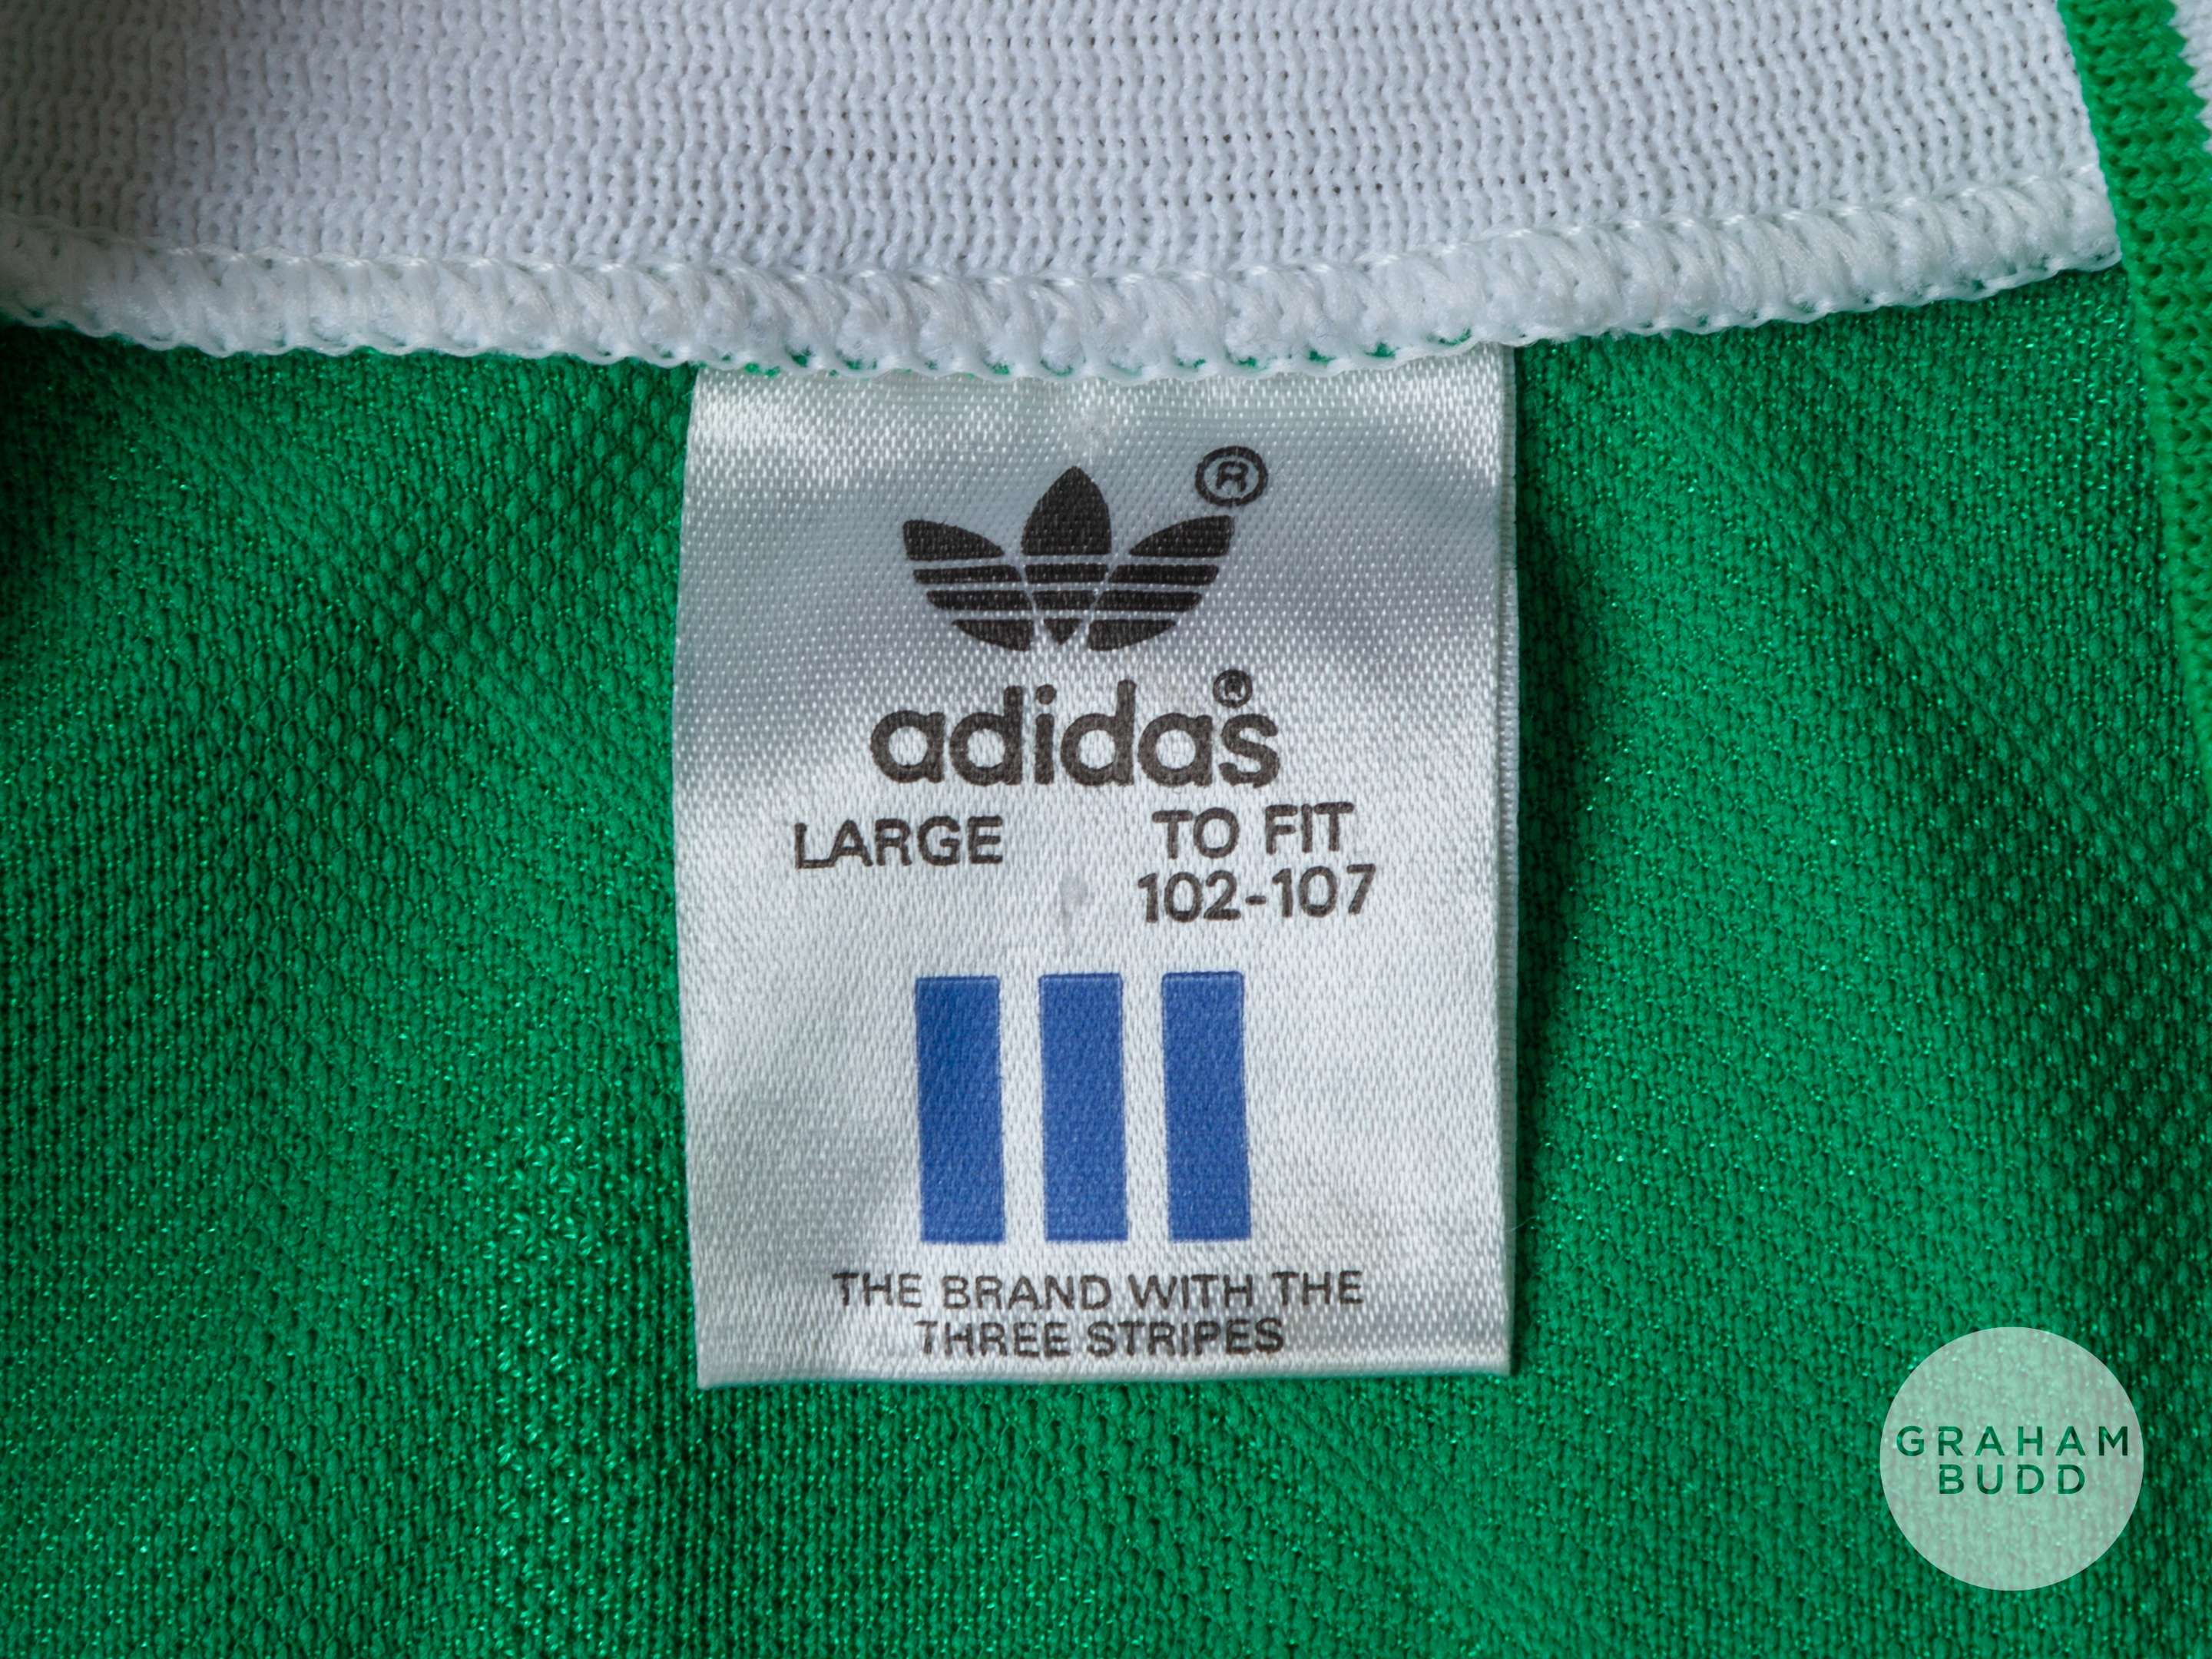 ®
adidas®
LARGE
TO FIT
102-107
THE BRAND WITH THE
THREE STRIPES
GRAHAM
BUDD